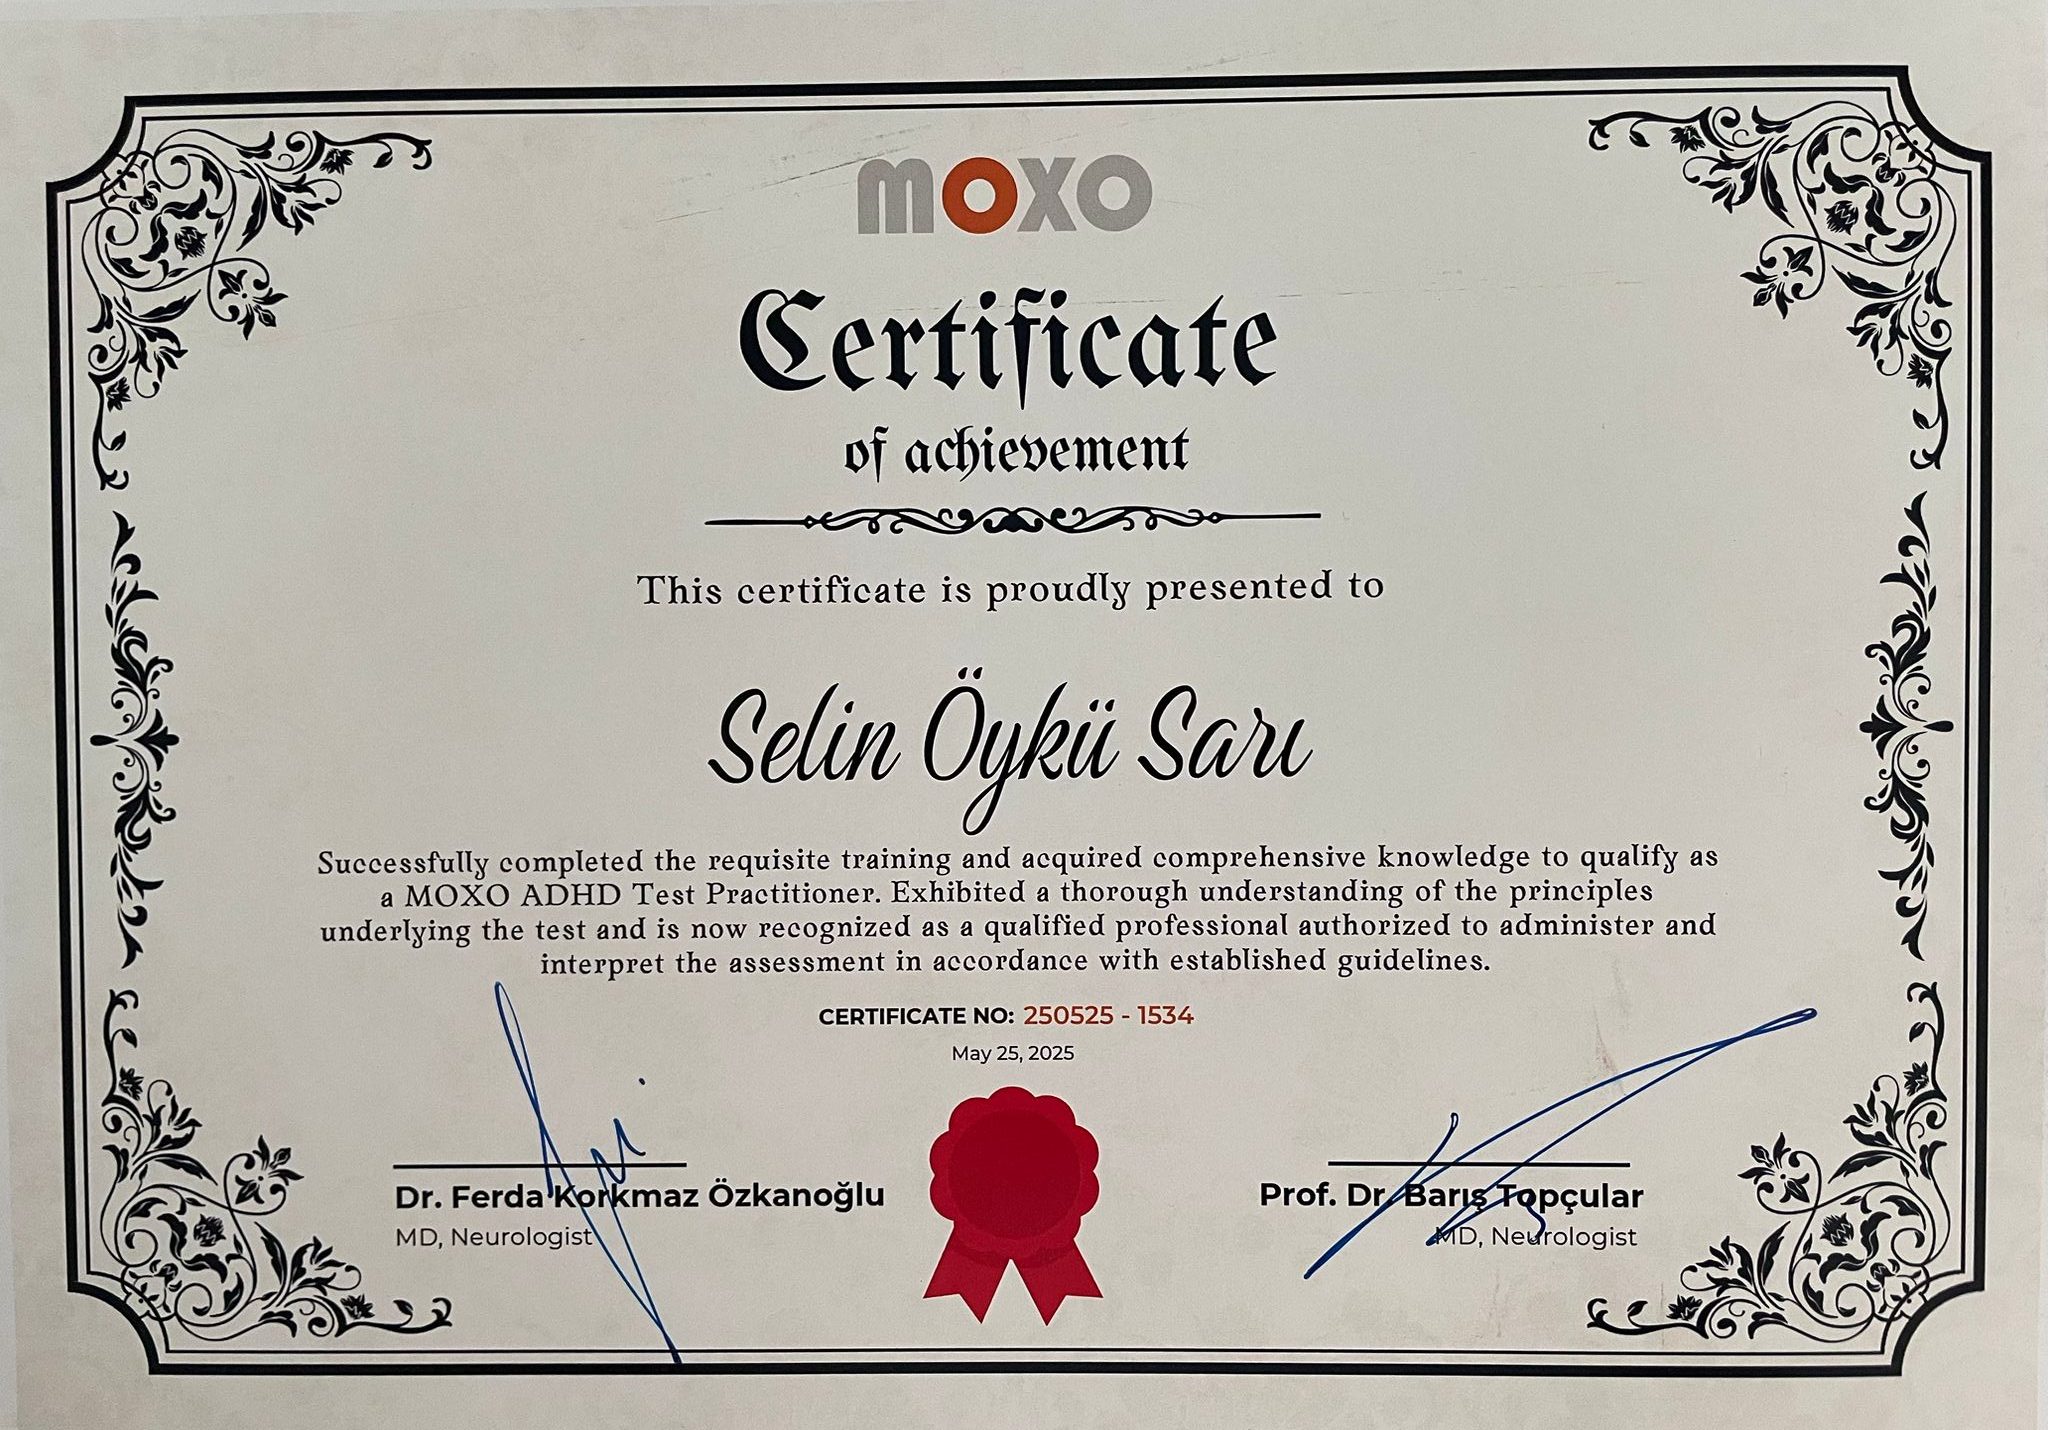 moxo
Certificate
of achievement
This certificate is proudly presented to
Selin Öykü Sarı
Successfully completed the requisite training and acquired comprehensive knowledge to qualify as
a MOXO ADHD Test Practitioner. Exhibited a thorough understanding of the principles
underlying the test and is now recognized as a qualified professional authorized to administer and
interpret the assessment in accordance with established guidelines.
CERTIFICATE NO: 250525 - 1534
May 25, 2025
Dr. Ferda Korkmaz Özkanoğlu
MD, Neurologist
Prof. Dr. Barış Topçular
MD, Neurologist